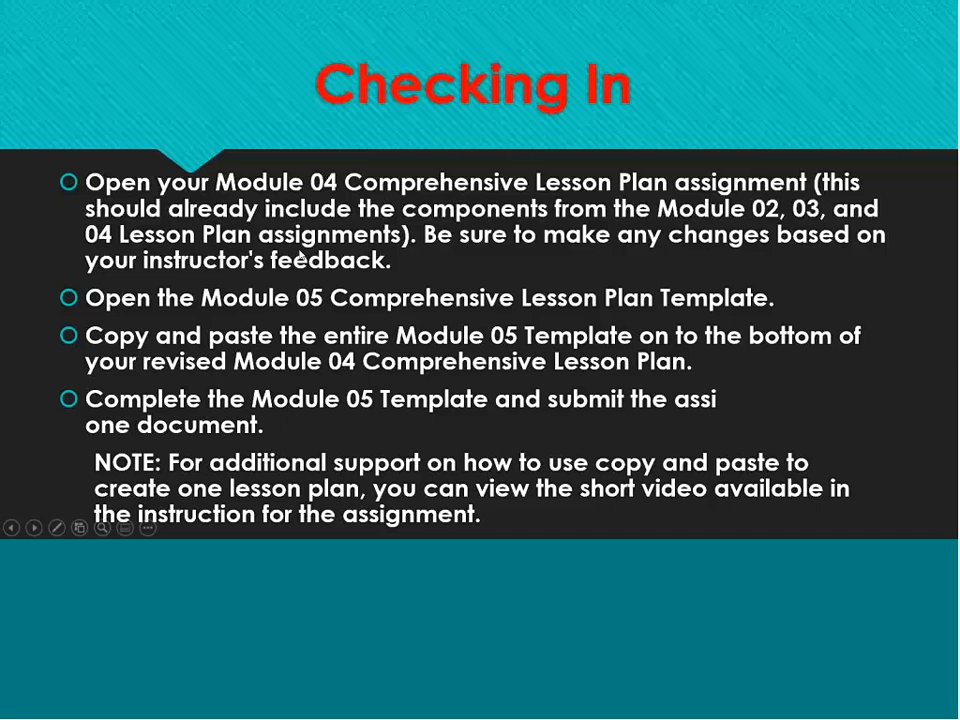 Checking In
Open your Module 04 Comprehensive Lesson Plan assignment (this
should already include the components from the Module 02, 03, and
04 Lesson Plan assignments). Be sure to make any changes based on
your instructor's feedback.
Open the Module 05 Comprehensive Lesson Plan Template.
Copy and paste the entire Module 05 Template on to the bottom of
your revised Module 04 Comprehensive Lesson Plan.
Complete the Module 05 Template and submit the assi
one document.
NOTE: For additional support on how to use copy and paste to
create one lesson plan, you can view the short video available in
the instruction for the assignment.